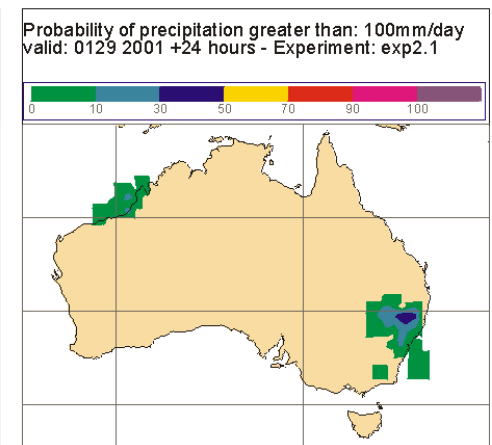 Probability of precipitation greater than: 100mm/day
valid: 0129 2001 +24 hours - Experiment: exp2.1
0 10 30 50 70 90 100